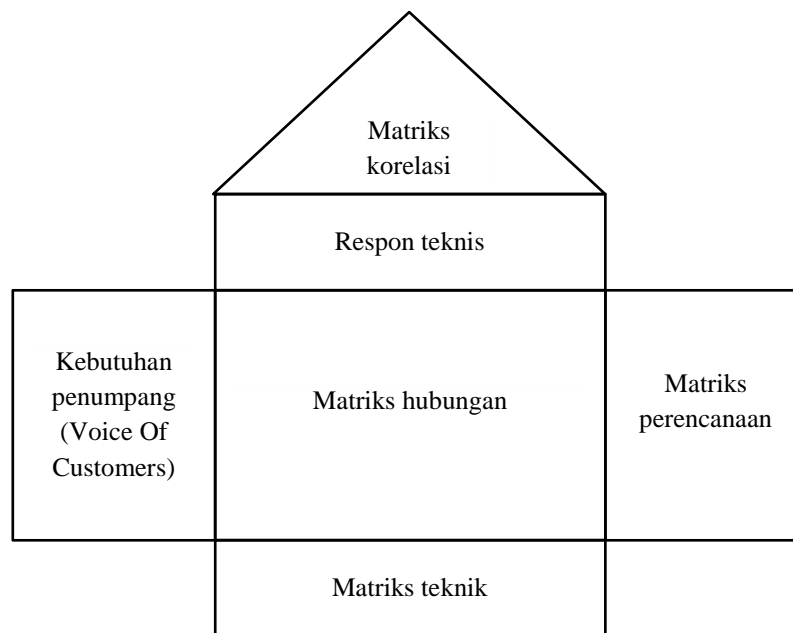 Matriks
korelasi
Respon teknis
Kebutuhan
penumpang
(Voice Of
Customers)
Matriks hubungan
Matriks
perencanaan
Matriks teknik